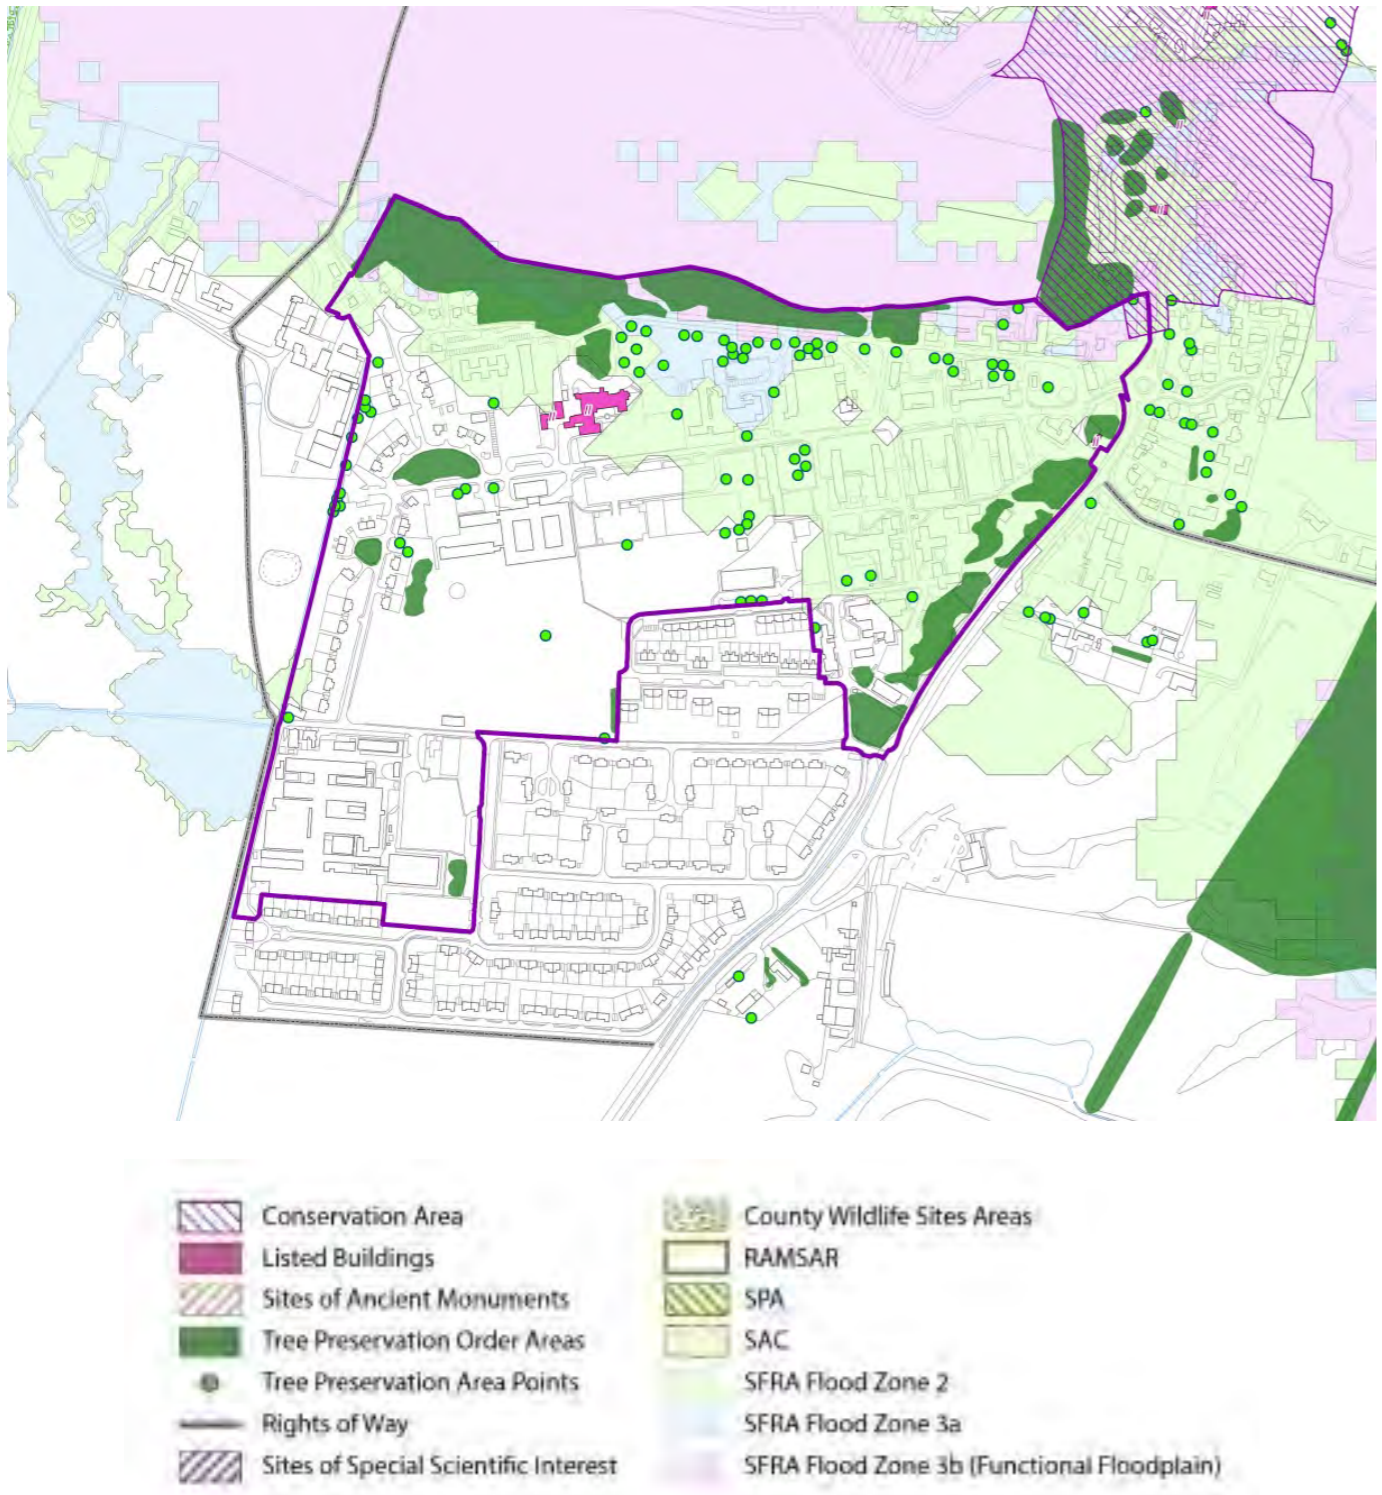 Conservation Area
Listed Buildings
Sites of Ancient Monuments
Tree Preservation Order Areas
Tree Preservation Area Points
Rights of Way
Sites of Special Scientific Interest
County Wildlife Sites Areas
RAMSAR
SPA
SAC
SFRA Flood Zone 2
SFRA Flood Zone 3a
SFRA Flood Zone 3b (Functional Floodplain)